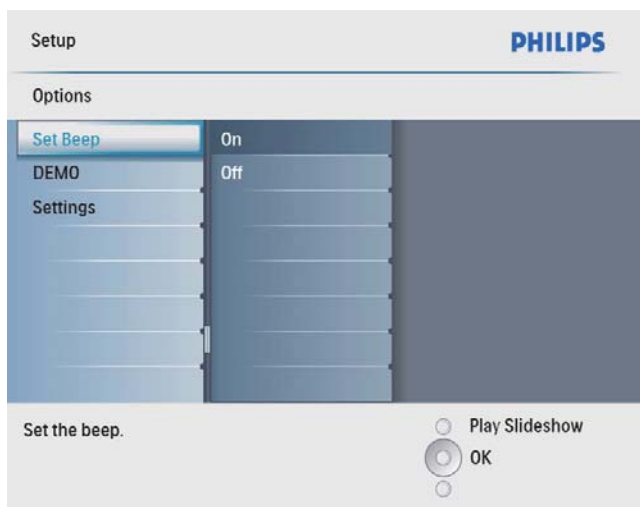 Setup
PHILIPS
Options
Set Beep
On
DEMO
Off
Settings
Set the beep.
Play Slideshow
OK